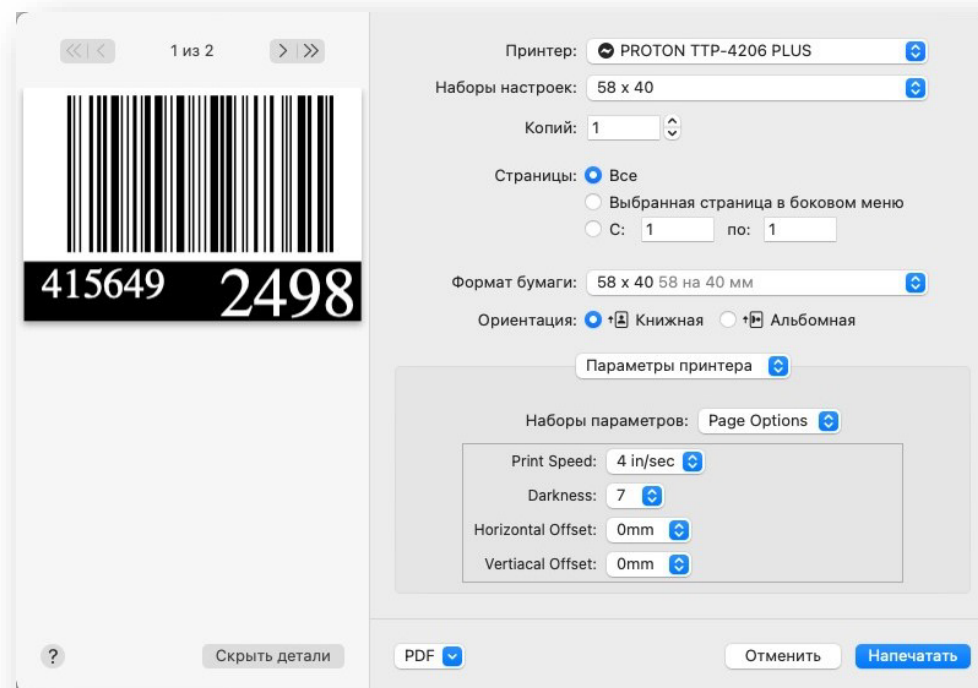 1 из 2
415649 2498
Принтер: PROTON TTP-4206 PLUS
Наборы настроек: 58 x 40
Копий: 1
Страницы: Все
Выбранная страница в боковом меню
С: 1 по: 1
Формат бумаги: 58 x 40 58 на 40 мм
Ориентация: Книжная Альбомная
Параметры принтера
Наборы параметров: Page Options
Print Speed: 4 in/sec
Darkness: 7
Horizontal Offset: 0mm
Vertiacal Offset: 0mm
? Скрыть детали PDF Отменить Напечатать